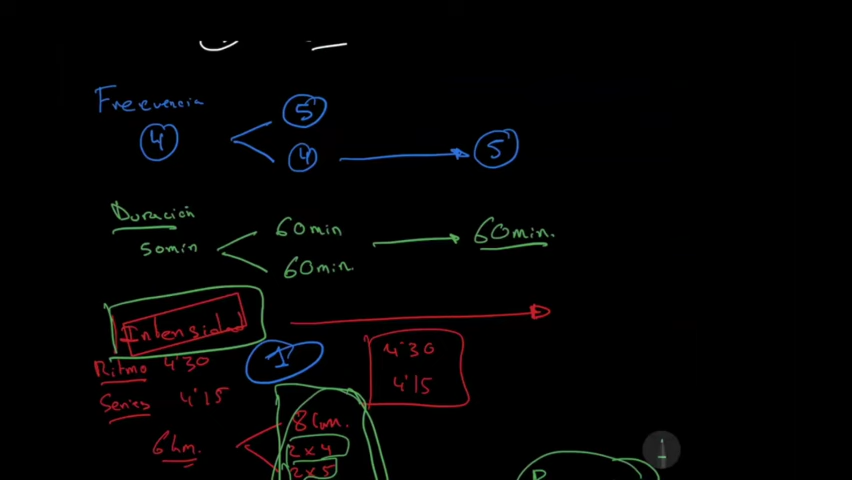 Frecuencia
5
4
4
5
Duración
60min
60min.
50min
60min.
Intensidad
1
4'30
Ritmo 4'30
4'15
Series 4'15
8km.
6km.
2x4
2x5
R